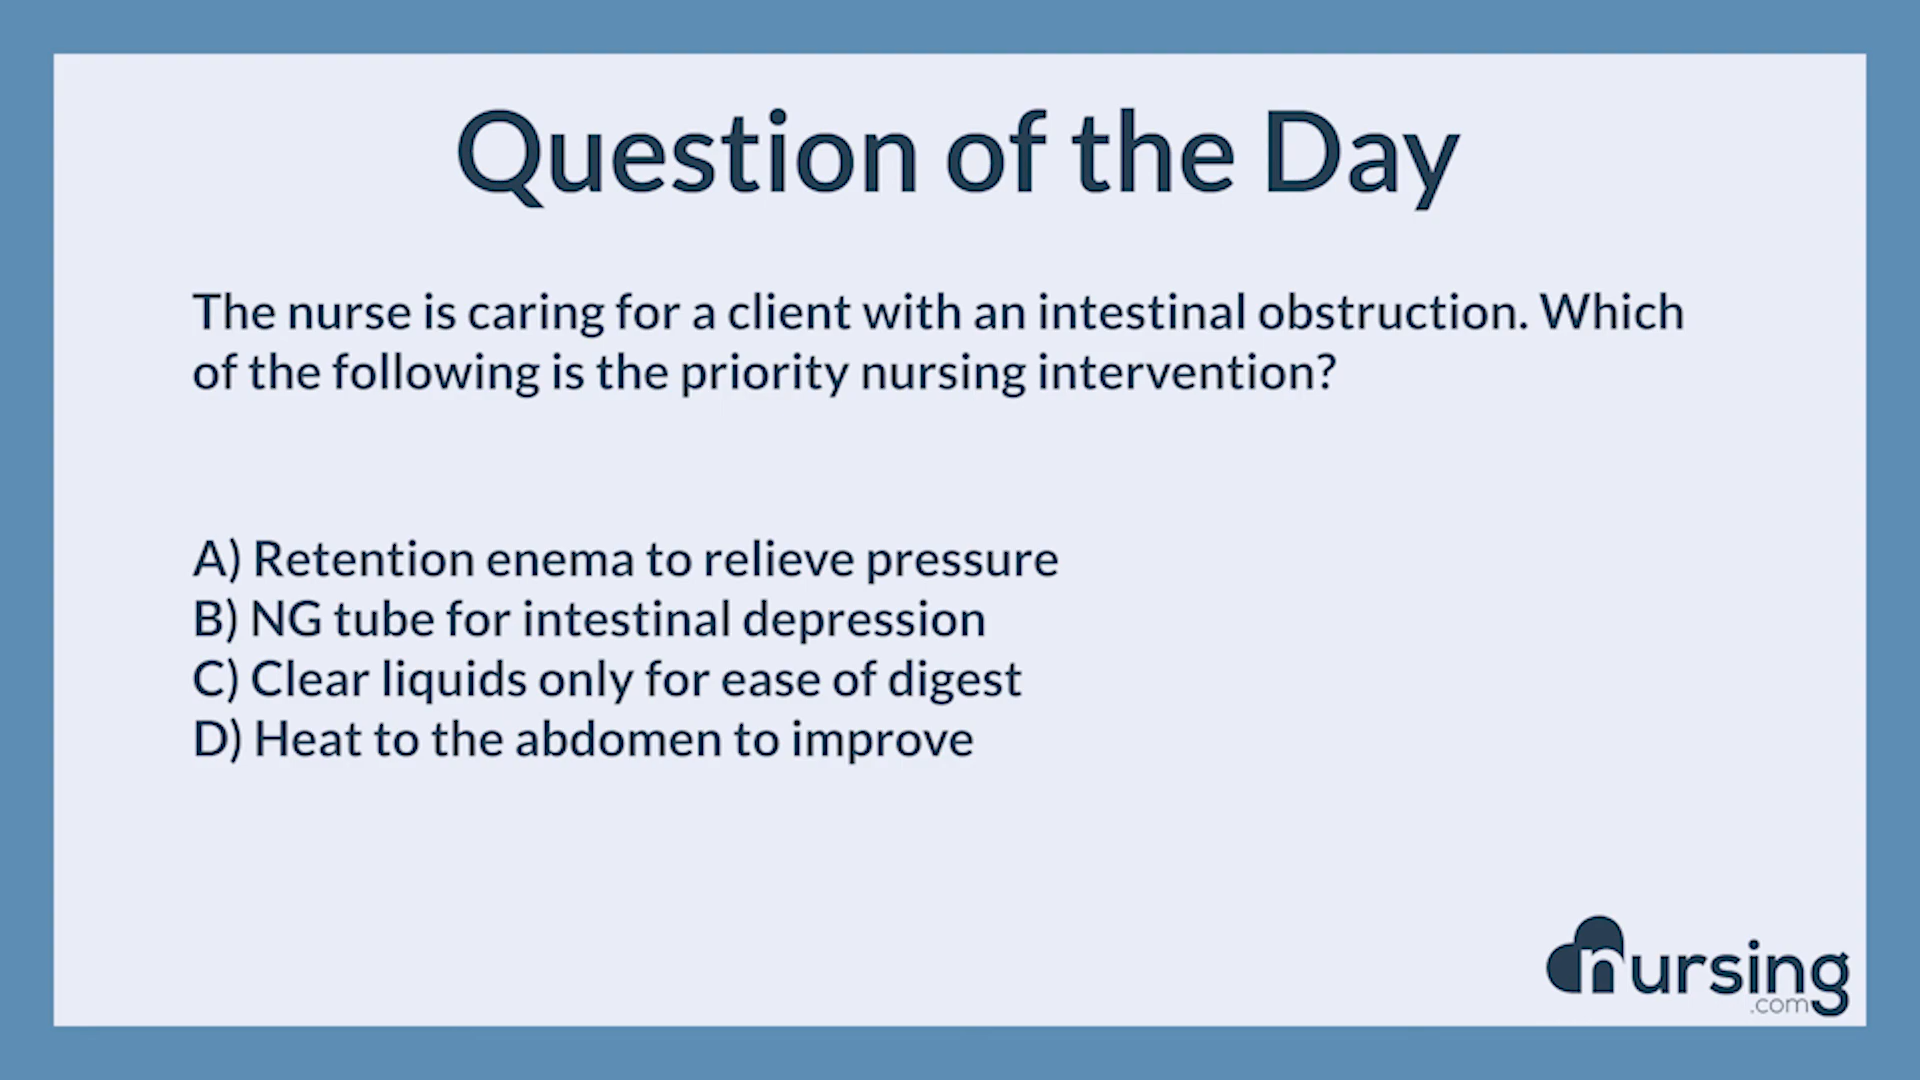 Question of the Day
The nurse is caring for a client with an intestinal obstruction. Which
of the following is the priority nursing intervention?
A) Retention enema to relieve pressure
B) NG tube for intestinal depression
C) Clear liquids only for ease of digest
D) Heat to the abdomen to improve
nursing
.com